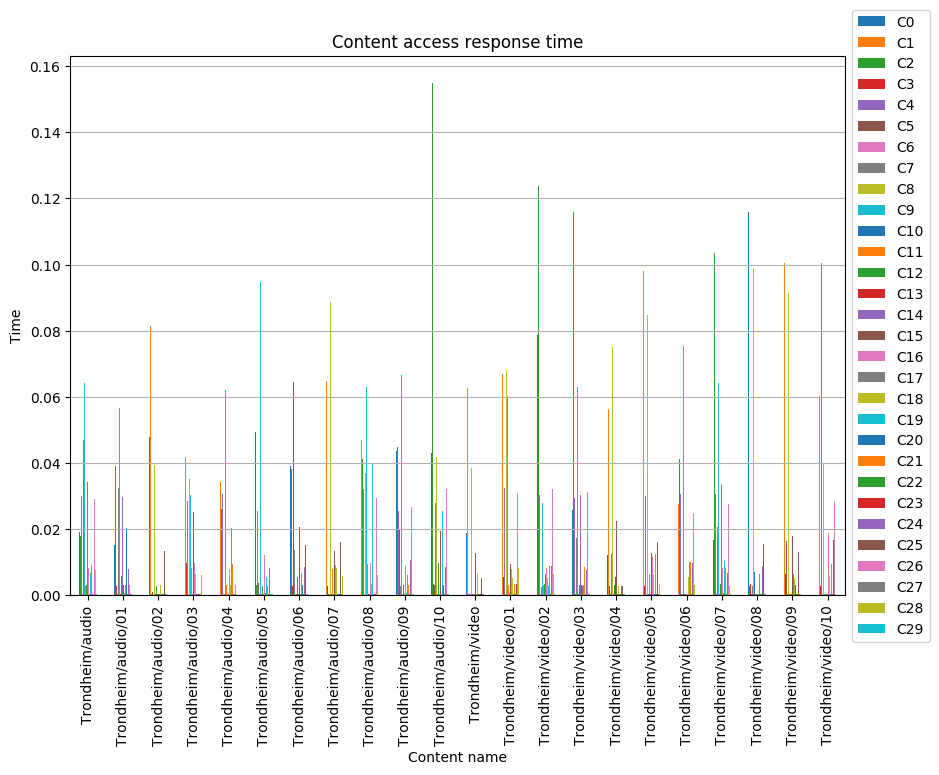 Content access response time
Time
0.16
0.14
0.12
0.10
0.08
0.06
0.04
0.02
0.00
Trondheim/audio
Trondheim/audio/01
Trondheim/audio/02
Trondheim/audio/03
Trondheim/audio/04
Trondheim/audio/05
Trondheim/audio/06
Trondheim/audio/07
Trondheim/audio/08
Trondheim/audio/09
Trondheim/audio/10
Trondheim/video
Trondheim/video/01
Trondheim/video/02
Trondheim/video/03
Trondheim/video/04
Trondheim/video/05
Trondheim/video/06
Trondheim/video/07
Trondheim/video/08
Trondheim/video/09
Trondheim/video/10
Content name
C0
C1
C2
C3
C4
C5
C6
C7
C8
C9
C10
C11
C12
C13
C14
C15
C16
C17
C18
C19
C20
C21
C22
C23
C24
C25
C26
C27
C28
C29